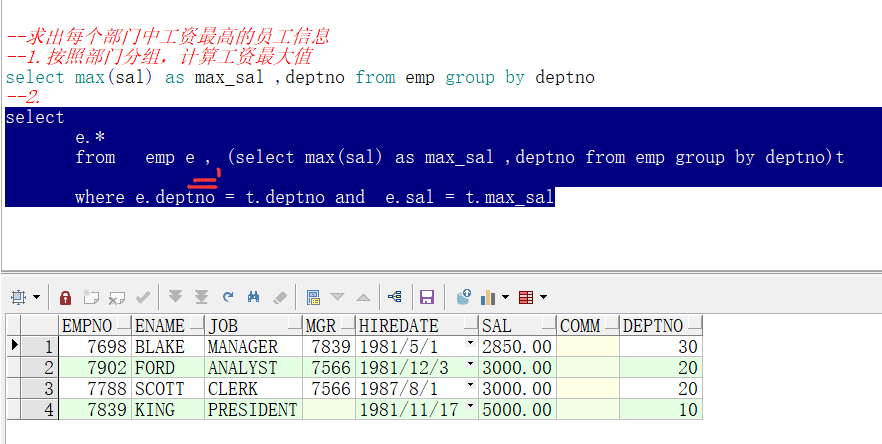 --求出每个部门中工资最高的员工信息
--1.按照部门分组，计算工资最大值
select max(sal) as max_sal ,deptno from emp group by deptno
--2.
select
e.*
from emp e , (select max(sal) as max_sal ,deptno from emp group by deptno)t
where e.deptno = t.deptno and e.sal = t.max_sal
EMPNO ENAME JOB MGR HIREDATE SAL COMM DEPTNO
1 7698 BLAKE MANAGER 7839 1981/5/1 2850.00 30
2 7902 FORD ANALYST 7566 1981/12/3 3000.00 20
3 7788 SCOTT CLERK 7566 1987/8/1 3000.00 20
4 7839 KING PRESIDENT 1981/11/17 5000.00 10